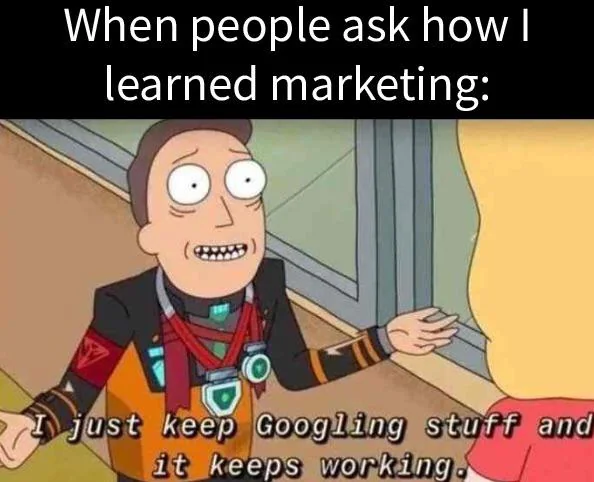 When people ask how I
learned marketing:
I just keep Googling stuff and
it keeps working.